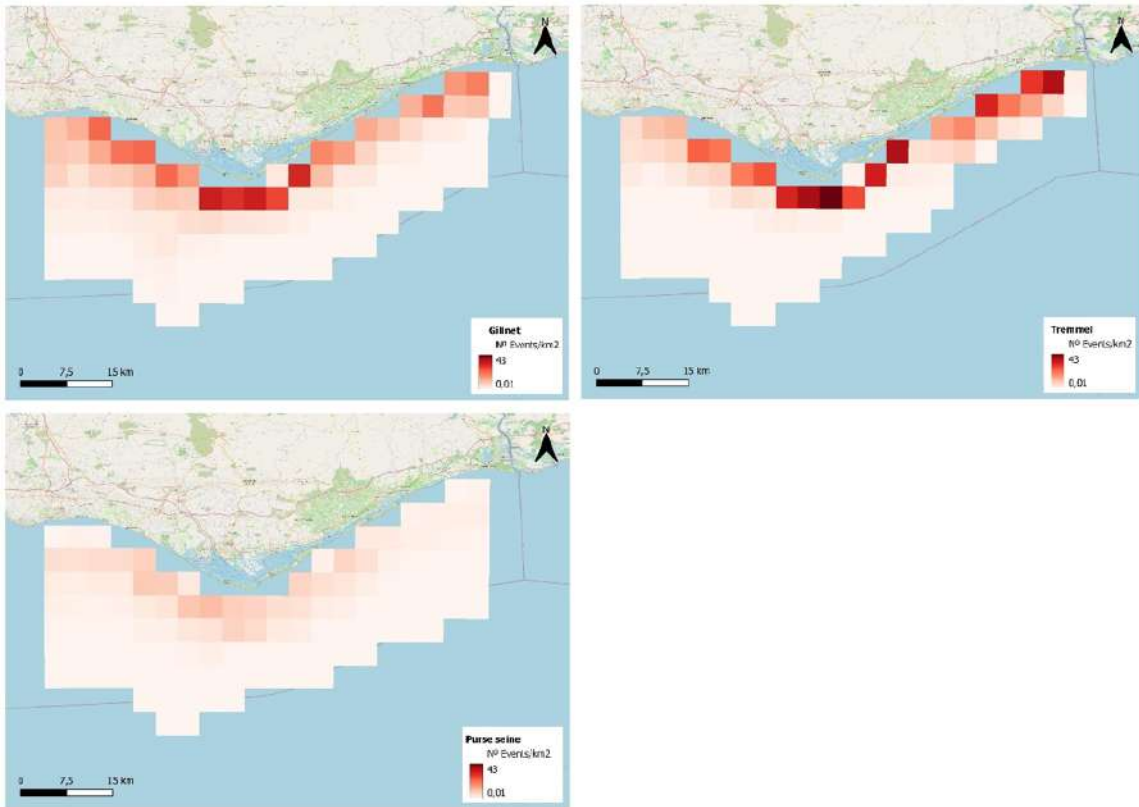 N
Gillnet
Nº Events/km2
43
0,01
0 7,5 15 km
N
Tremmel
Nº Events/km2
43
0,01
0 7,5 15 km
N
Purse seine
Nº Events/km2
43
0,01
0 7,5 15 km